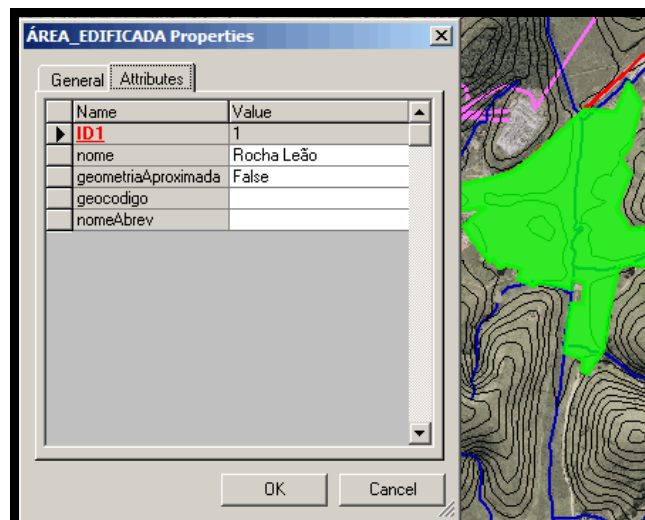 ÁREA_EDIFICADA Properties
General Attributes
Name Value
ID1 1
nome Rocha Leão
geometriaAproximada False
geocodigo
nomeAbrev
OK Cancel